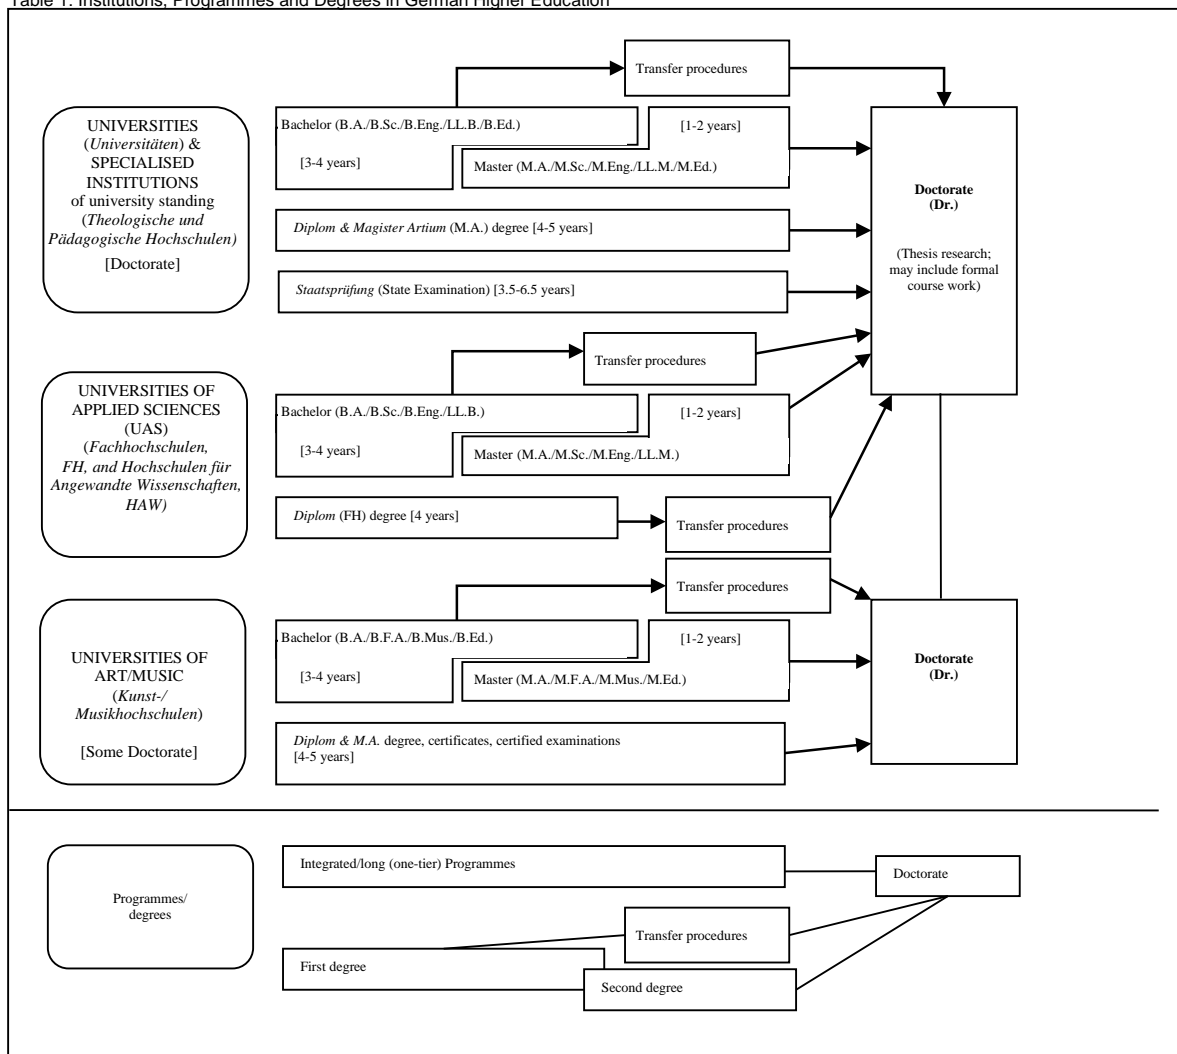 Table 1: Institutions, Programmes and Degrees in German Higher Education
Transfer procedures
UNIVERSITIES
(Universitäten) &
SPECIALISED
INSTITUTIONS
of university standing
(Theologische und
Pädagogische Hochschulen)
[Doctorate]
Bachelor (B.A./B.Sc./B.Eng./LL.B./B.Ed.)
[3-4 years]
[1-2 years]
Master (M.A./M.Sc./M.Eng./LL.M./M.Ed.)
Diplom & Magister Artium (M.A.) degree [4-5 years]
Staatsprüfung (State Examination) [3.5-6.5 years]
Doctorate
(Dr.)
(Thesis research;
may include formal
course work)
Transfer procedures
UNIVERSITIES OF
APPLIED SCIENCES
(UAS)
(Fachhochschulen,
FH, and Hochschulen für
Angewandte Wissenschaften,
HAW)
Bachelor (B.A./B.Sc./B.Eng./LL.B.)
[3-4 years]
[1-2 years]
Master (M.A./M.Sc./M.Eng./LL.M.)
Diplom (FH) degree [4 years]
Transfer procedures
Transfer procedures
UNIVERSITIES OF
ART/MUSIC
(Kunst-/
Musikhochschulen)
[Some Doctorate]
Bachelor (B.A./B.F.A./B.Mus./B.Ed.)
[3-4 years]
[1-2 years]
Master (M.A./M.F.A./M.Mus./M.Ed.)
Diplom & M.A. degree, certificates, certified examinations
[4-5 years]
Doctorate
(Dr.)
Programmes/
degrees
Integrated/long (one-tier) Programmes
Doctorate
Transfer procedures
First degree
Second degree